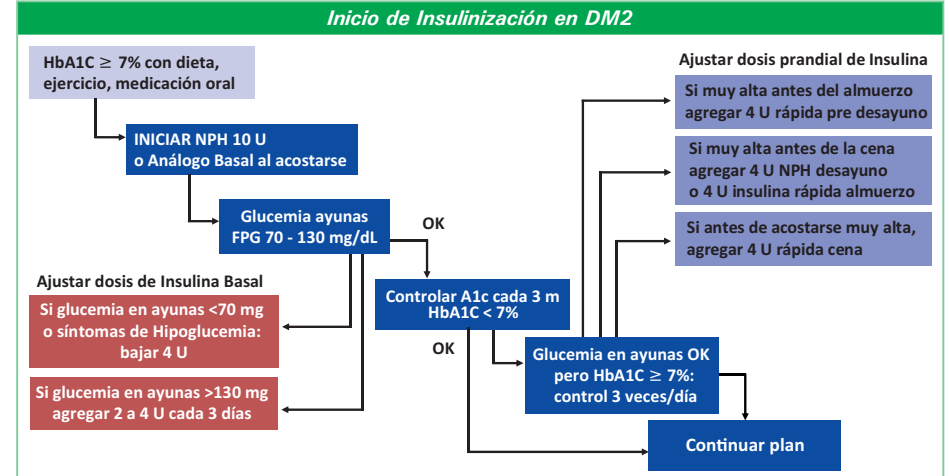 Inicio de Insulinización en DM2
HbA1C ≥ 7% con dieta,
ejercicio, medicación oral
INICIAR NPH 10 U
o Análogo Basal al acostarse
Glucemia ayunas
FPG 70 - 130 mg/dL
OK
Ajustar dosis de Insulina Basal
Si glucemia en ayunas <70 mg
o síntomas de Hipoglucemia:
bajar 4 U
Si glucemia en ayunas >130 mg
agregar 2 a 4 U cada 3 días
Controlar A1c cada 3 m
HbA1C < 7%
OK
Glucemia en ayunas OK
pero HbA1C ≥ 7%:
control 3 veces/día
Continuar plan
Ajustar dosis prandial de Insulina
Si muy alta antes del almuerzo
agregar 4 U rápida pre desayuno
Si muy alta antes de la cena
agregar 4 U NPH desayuno
o 4 U insulina rápida almuerzo
Si antes de acostarse muy alta,
agregar 4 U rápida cena